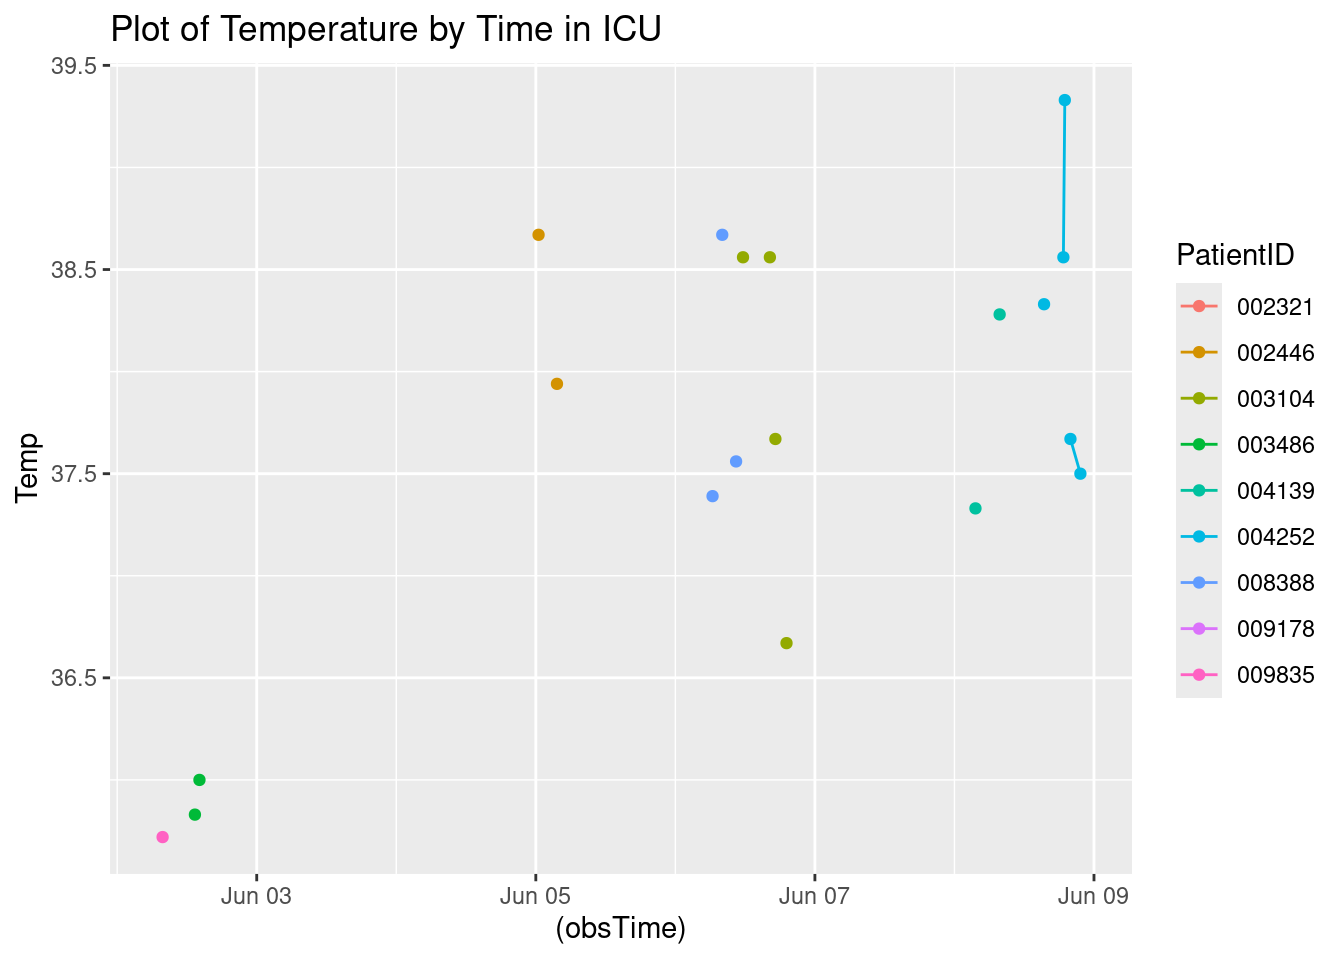 Plot of Temperature by Time in ICU
39.5
38.5
37.5
36.5
Temp
Jun 03
Jun 05
Jun 07
Jun 09
(obsTime)
PatientID
002321
002446
003104
003486
004139
004252
008388
009178
009835